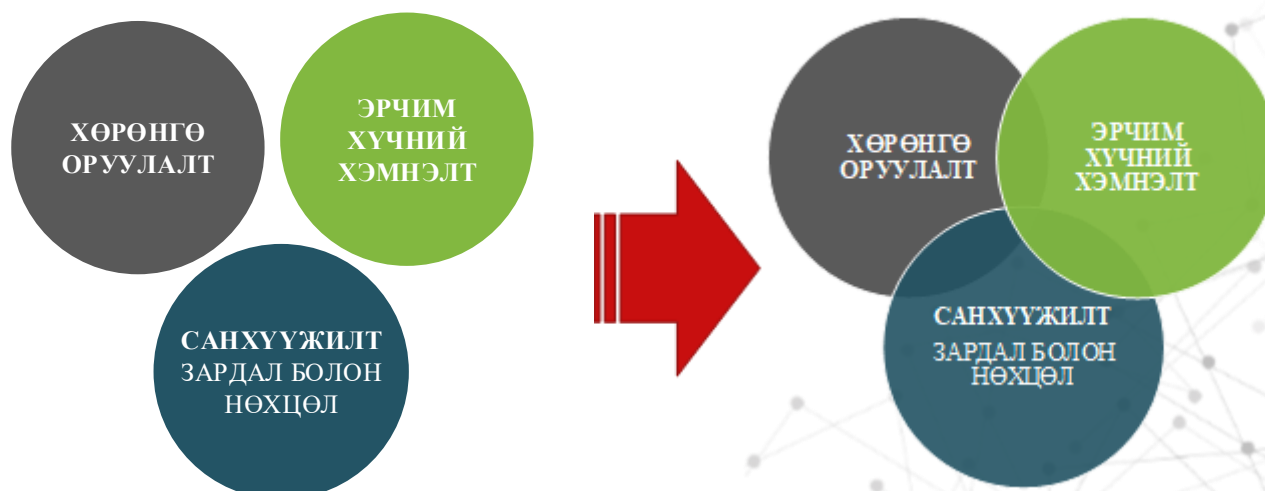 ХӨРӨНГӨ
ОРУУЛАЛТ
ЭРЧИМ
ХҮЧНИЙ
ХЭМНЭЛТ
САНХҮҮЖИЛТ
ЗАРДАЛ БОЛОН
НӨХЦӨЛ
ХӨРӨНГӨ
ОРУУЛАЛТ
ЭРЧИМ
ХҮЧНИЙ
ХЭМНЭЛТ
САНХҮҮЖИЛТ
ЗАРДАЛ БОЛОН
НӨХЦӨЛ